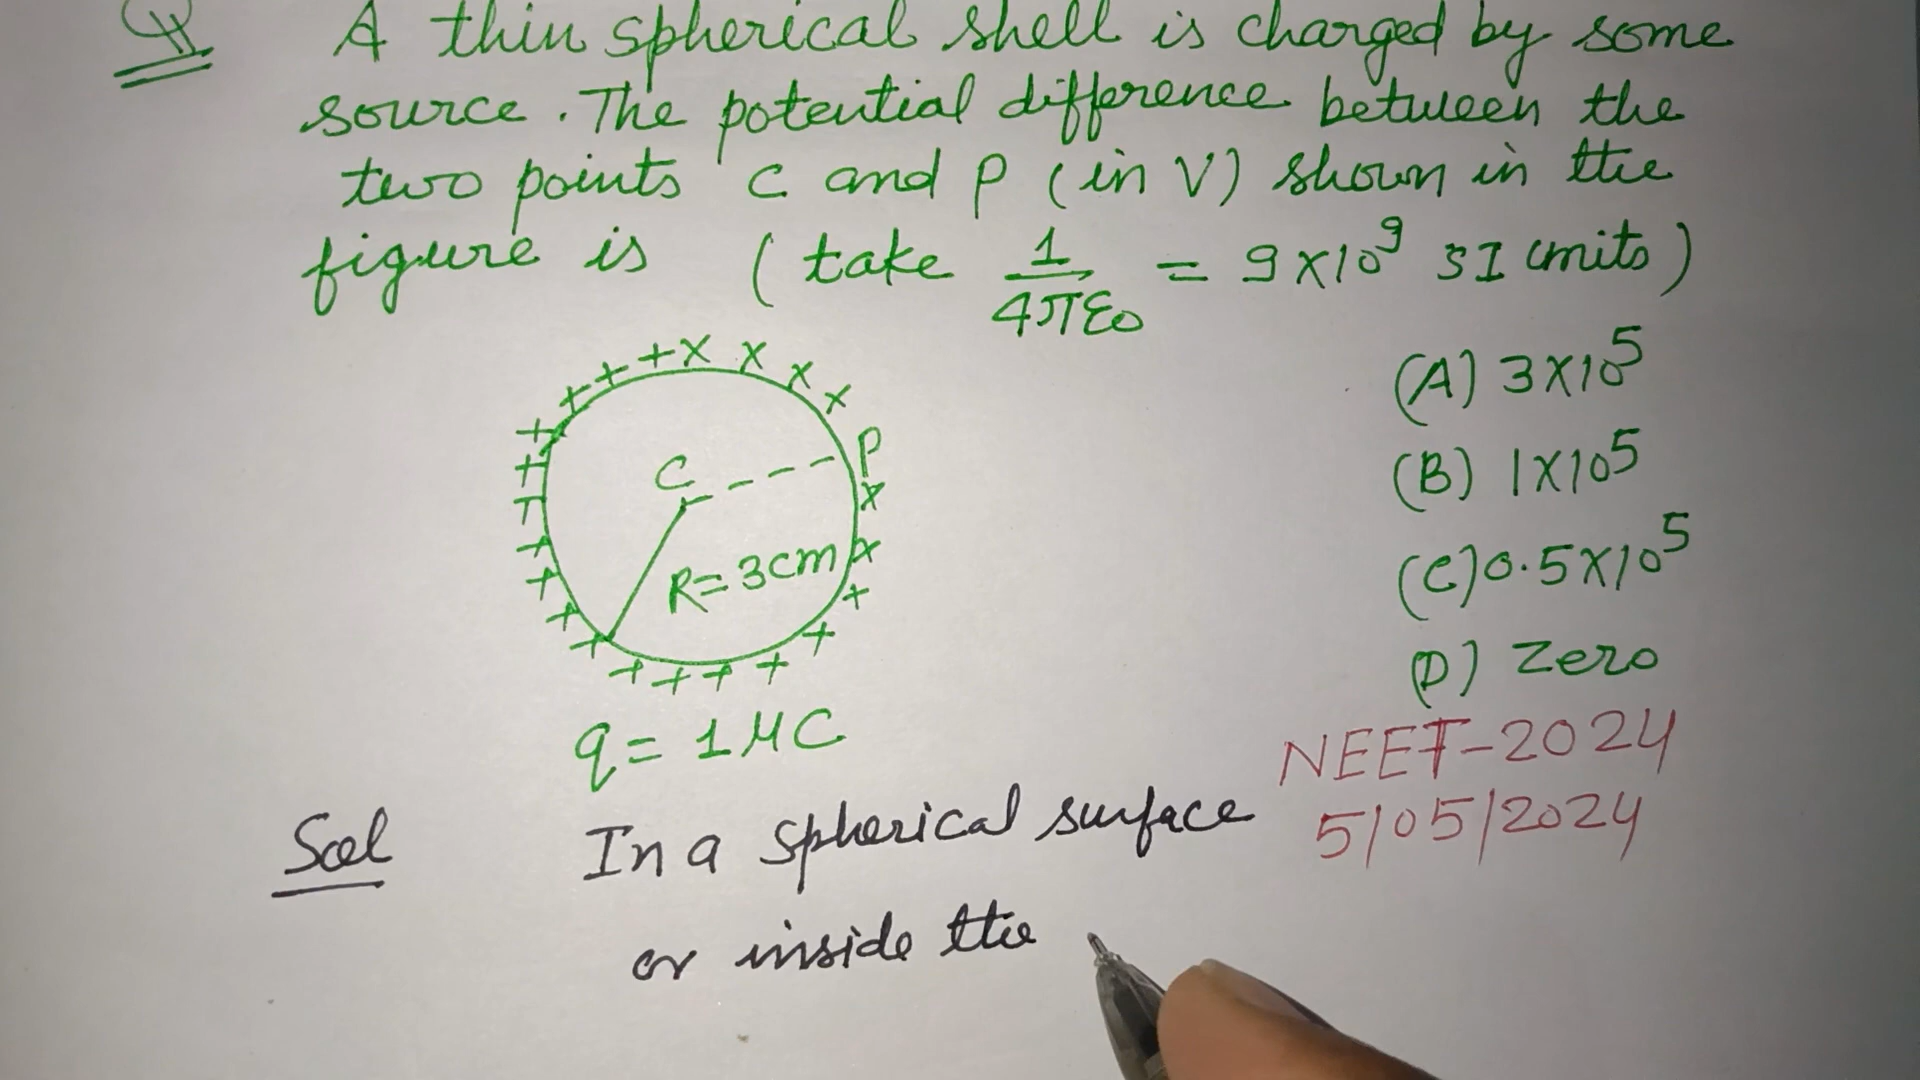 Q
A thin spherical shell is charged by some
source. The potential difference between the
two points C and P (in V) shown in the
figure is (take 1/4πε0 = 9×10⁹ SI units)
(A) 3×10⁵
(B) 1×10⁵
(C) 0.5×10⁵
(D) Zero
P
C
R=3cm
q=1μC
NEET-2024
5/05/2024
Sol In a spherical surface
or inside the